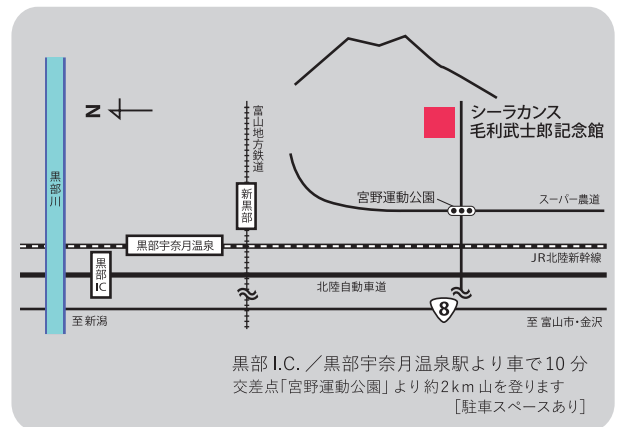 シーラカンス
毛利武士郎記念館
N
富山地方鉄道
黒部川
宮野運動公園
スーパー農道
新黒部
黒部宇奈月温泉
JR北陸新幹線
黒部IC
北陸自動車道
8
至新潟
至富山市・金沢
黒部I.C.／黒部宇奈月温泉駅より車で10分
交差点「宮野運動公園」より約2km山を登ります
［駐車スペースあり］